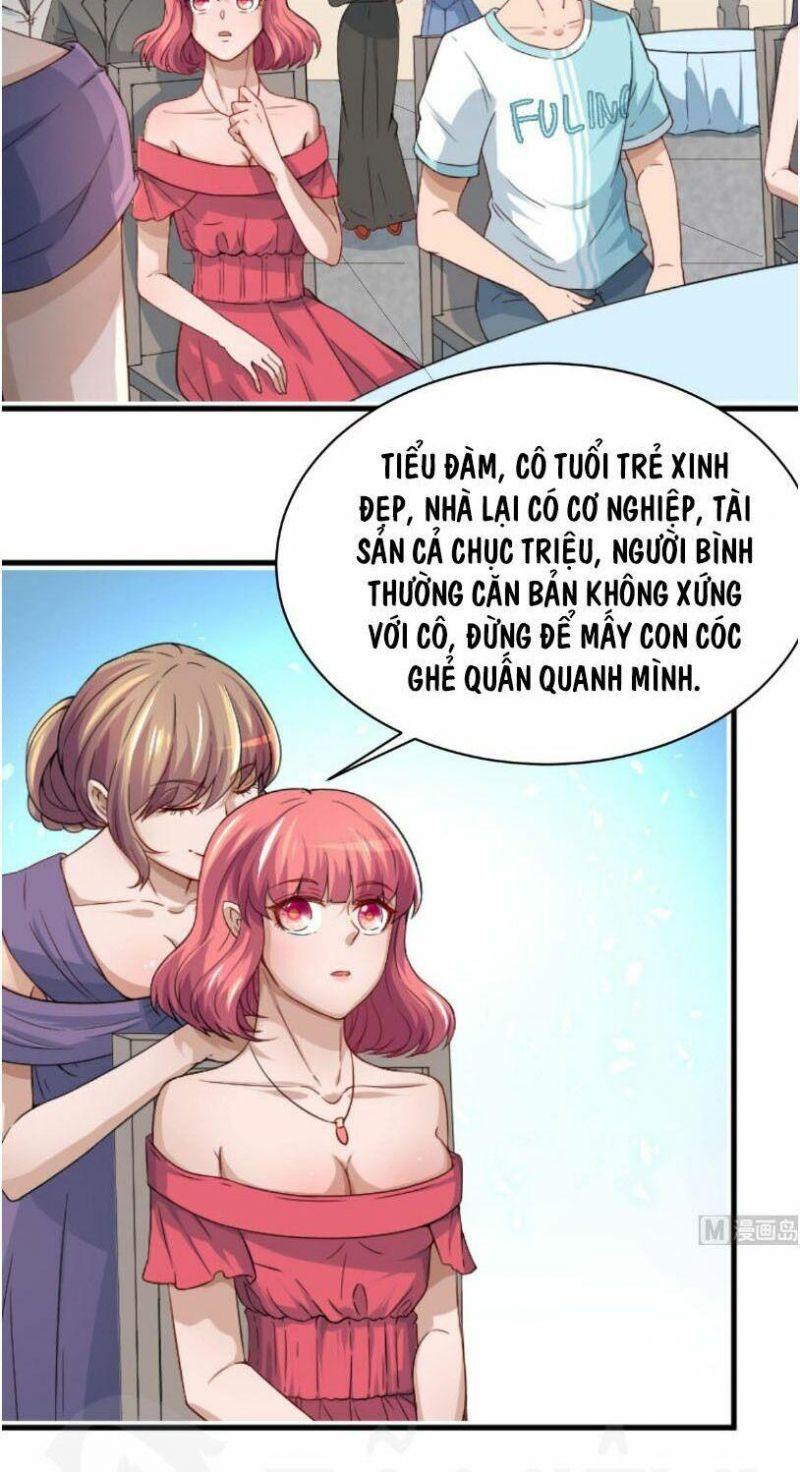 FULING
TIỂU ĐÀM, CÔ TUỔI TRẺ XINH
ĐẸP, NHÀ LẠI CÓ CƠ NGHIỆP, TÀI
SẢN CẢ CHỤC TRIỆU, NGƯỜI BÌNH
THƯỜNG CĂN BẢN KHÔNG XỨNG
VỚI CÔ, ĐỪNG ĐỂ MẤY CON CÓC
GHẺ QUẤN QUANH MÌNH.
M 漫画岛